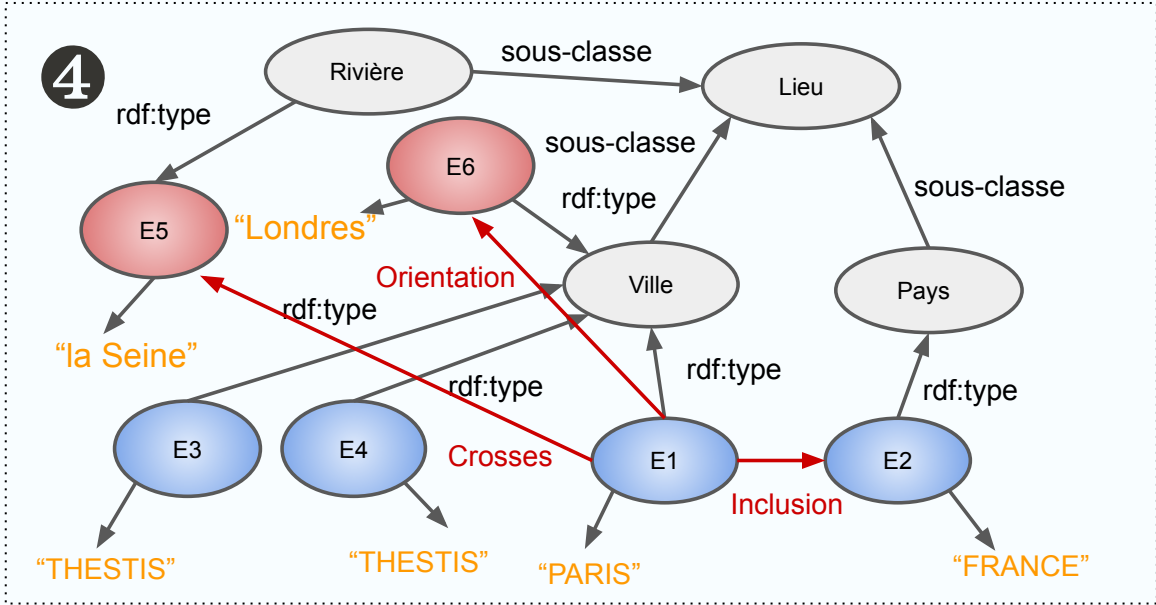 4
Rivière
sous-classe
Lieu
rdf:type
E6
sous-classe
rdf:type
sous-classe
E5
“Londres”
Orientation
Ville
Pays
“la Seine”
rdf:type
rdf:type
rdf:type
rdf:type
E3
E4
Crosses
E1
E2
Inclusion
“THESTIS”
“THESTIS”
“PARIS”
“FRANCE”